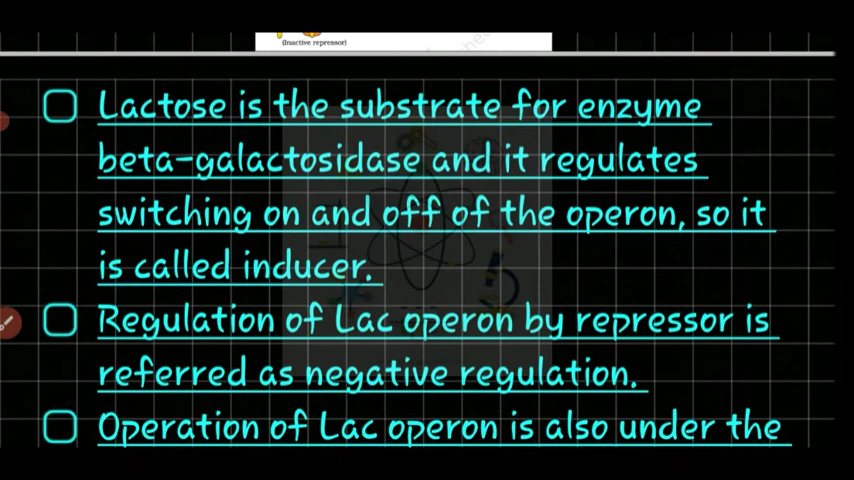 (Inactive repressor)
Lactose is the substrate for enzyme
beta-galactosidase and it regulates
switching on and off of the operon, so it
is called inducer.
Regulation of Lac operon by repressor is
referred as negative regulation.
Operation of Lac operon is also under the